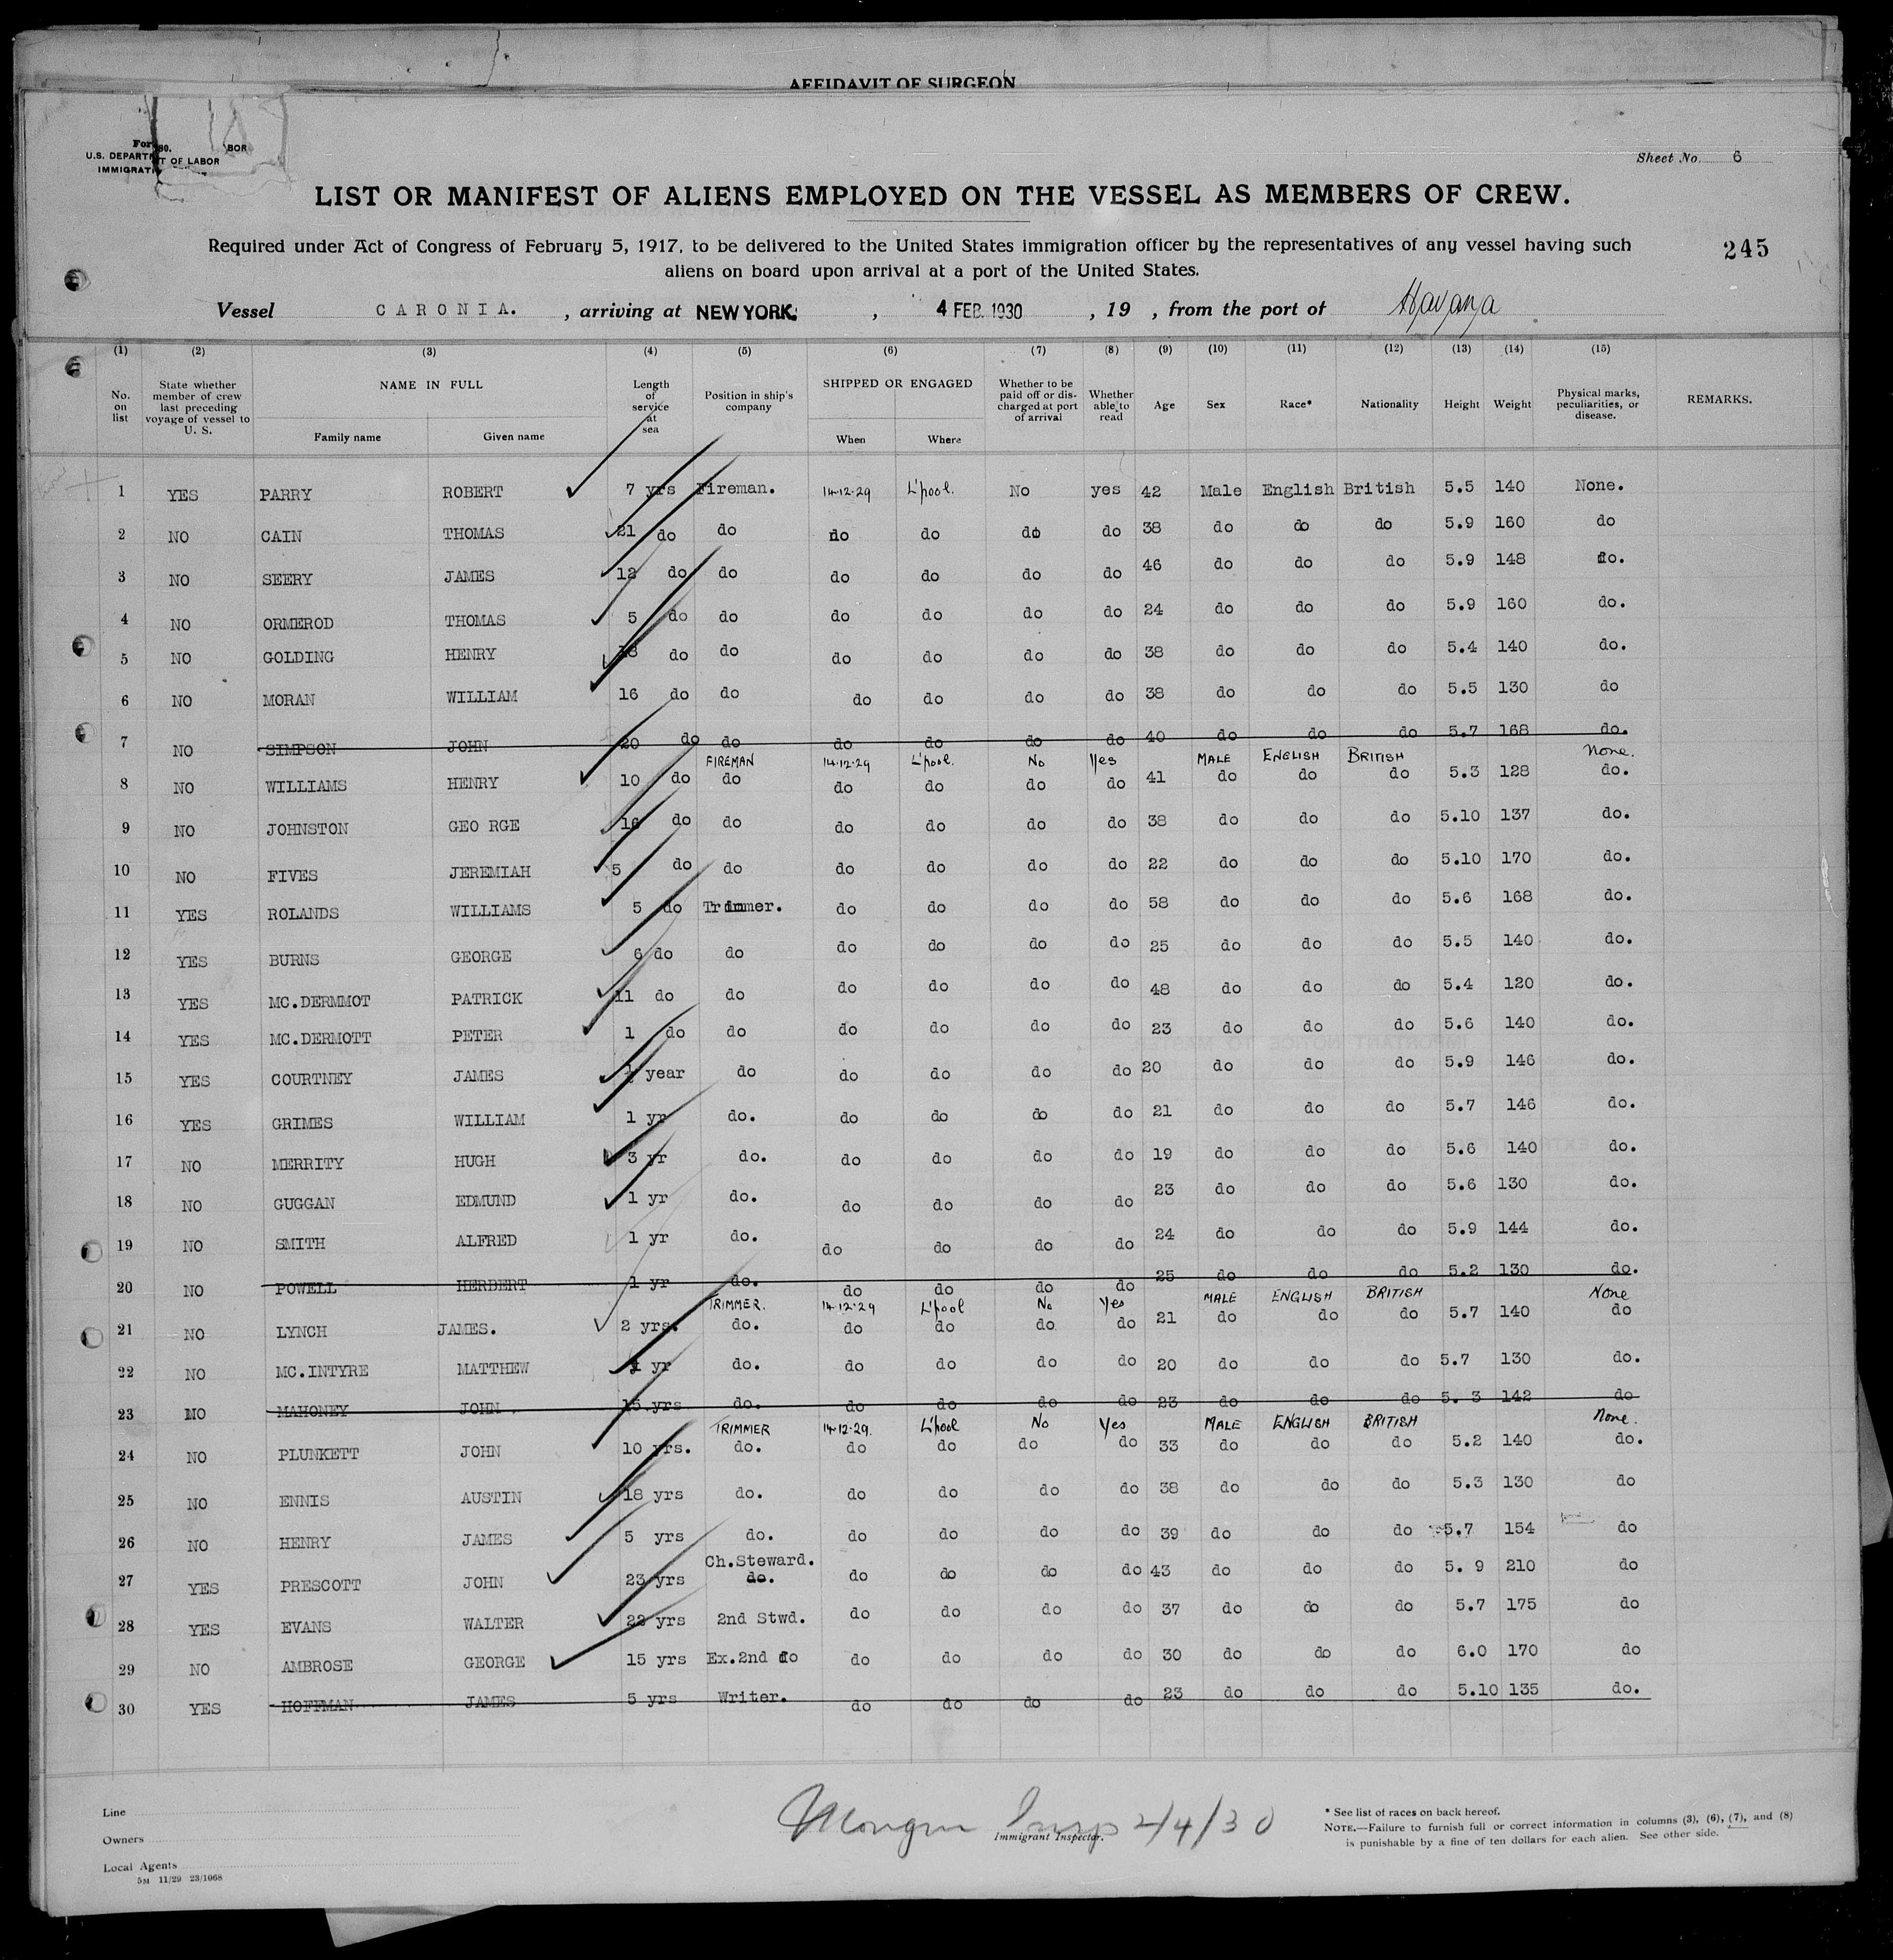 AFFIDAVIT OF SURGEON
BOR
U.S. DEPARTMENT OF LABOR
IMMIGRATI
Sheet No. 6
LIST OR MANIFEST OF ALIENS EMPLOYED ON THE VESSEL AS MEMBERS OF CREW.
Required under Act of Congress of February 5, 1917, to be delivered to the United States immigration officer by the representatives of any vessel having such
aliens on board upon arrival at a port of the United States.
245
Vessel CARONIA. , arriving at NEW YORK. , 4 FEB. 1930 , 19 , from the port of Havana
(1) (2) (3) (4) (5) (6) (7) (8) (9) (10) (11) (12) (13) (14) (15)
No. on list State whether member of crew last preceding voyage of vessel to U. S. NAME IN FULL Length of service at sea Position in ship's company SHIPPED OR ENGAGED Whether to be paid off or discharged at port of arrival Whether able to read Age Sex Race* Nationality Height Weight Physical marks, peculiarities, or disease. REMARKS.
Family name Given name When Where
1 YES PARRY ROBERT 7 yrs Fireman. 14-12-29 L'pool. No yes 42 Male English British 5.5 140 None.
2 NO CAIN THOMAS 21 do do do do do do 38 do do do 5.9 160 do
3 NO SEERY JAMES 12 do do do do do do 46 do do do 5.9 148 do.
4 NO ORMEROD THOMAS 5 do do do do do do 24 do do do 5.9 160 do.
5 NO GOLDING HENRY 18 do do do do do do 38 do do do 5.4 140 do.
6 NO MORAN WILLIAM 16 do do do do do do 38 do do do 5.5 130 do
7 NO SIMPSON JOHN 20 do do do do do do 40 do do do 5.7 168 do.
FIREMAN 14-12-29 L'pool. No Yes MALE ENGLISH BRITISH None.
8 NO WILLIAMS HENRY 10 do do do do do do 41 do do do 5.3 128 do.
9 NO JOHNSTON GEO RGE 16 do do do do do do 38 do do do 5.10 137 do.
10 NO FIVES JEREMIAH 5 do do do do do do 22 do do do 5.10 170 do.
11 YES ROLANDS WILLIAMS 5 do Trimmer. do do do do 58 do do do 5.6 168 do.
12 YES BURNS GEORGE 6 do do do do do do 25 do do do 5.5 140 do.
13 YES MC.DERMMOT PATRICK 11 do do do do do do 48 do do do 5.4 120 do.
14 YES MC.DERMOTT PETER 1 do do do do do do 23 do do do 5.6 140 do.
15 YES COURTNEY JAMES year do do do do do 20 do do do 5.9 146 do.
16 YES GRIMES WILLIAM 1 yr do. do do do do 21 do do do 5.7 146 do.
17 NO MERRITY HUGH 3 yr do. do do do do 19 do do do 5.6 140 do.
18 NO GUGGAN EDMUND 1 yr do. do do do do 23 do do do 5.6 130 do.
19 NO SMITH ALFRED 1 yr do. do do do do 24 do do do 5.9 144 do.
20 NO POWELL HERBERT 1 yr do. do do do do 25 do do do 5.2 130 do.
TRIMMER. 14-12-29 L'pool No Yes MALE ENGLISH BRITISH None
21 NO LYNCH JAMES. 2 yrs. do. do do do. do 21 do do do 5.7 140 do
22 NO MC.INTYRE MATTHEW yr do. do do do do 20 do do do 5.7 130 do.
23 NO MAHONEY JOHN. 15 yrs do. do do do do 23 do do do 5. 3 142 do
TRIMMER 14-12-29. L'pool No Yes MALE ENGLISH BRITISH None.
24 NO PLUNKETT JOHN 10 yrs. do. do do do do 33 do do do 5.2 140 do.
25 NO ENNIS AUSTIN 18 yrs do. do do do do 38 do do do 5.3 130 do
26 NO HENRY JAMES 5 yrs do. do do do do 39 do do do 5.7 154 do
27 YES PRESCOTT JOHN 23 yrs Ch.Steward. do. do do do do 43 do do do 5. 9 210 do
28 YES EVANS WALTER 22 yrs 2nd Stwd. do do do do 37 do do do 5.7 175 do
29 NO AMBROSE GEORGE 15 yrs Ex.2nd do do do do do 30 do do do 6.0 170 do
30 YES HOFFMAN JAMES 5 yrs Writer. do do do do 23 do do do 5.10 135 do.
Line
Owners
Local Agents
5M 11/29 23/1068
Insp 2/4/30
Immigrant Inspector.
* See list of races on back hereof.
NOTE.—Failure to furnish full or correct information in columns (3), (6), (7), and (8)
is punishable by a fine of ten dollars for each alien. See other side.